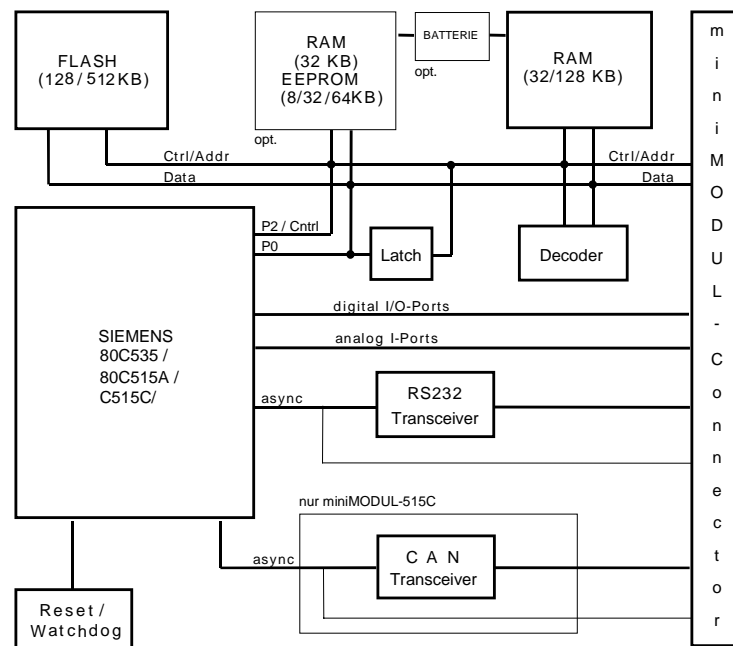 FLASH
(128/512KB)
RAM
(32 KB)
EEPROM
(8/32/64KB)
opt.
BATTERIE
opt.
RAM
(32/128 KB)
Ctrl/Addr
Ctrl/Addr
Data
Data
P2 / Cntrl
P0
Latch
Decoder
digital I/O-Ports
analog I-Ports
SIEMENS
80C535 /
80C515A /
C515C/
async
RS232
Transceiver
nur miniMODUL-515C
async
C A N
Transceiver
Reset /
Watchdog
miniMODUL-Connector